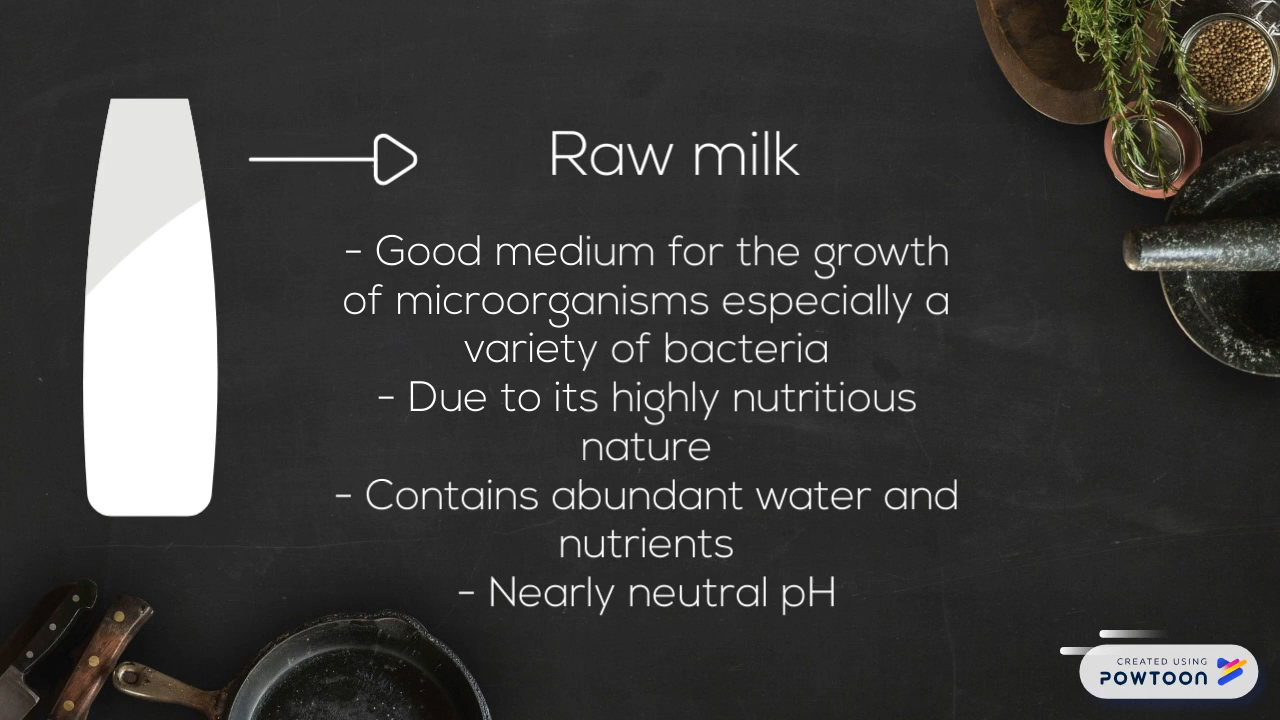 Raw milk
- Good medium for the growth
of microorganisms especially a
variety of bacteria
- Due to its highly nutritious
nature
- Contains abundant water and
nutrients
- Nearly neutral pH
CREATED USING
POWTOON